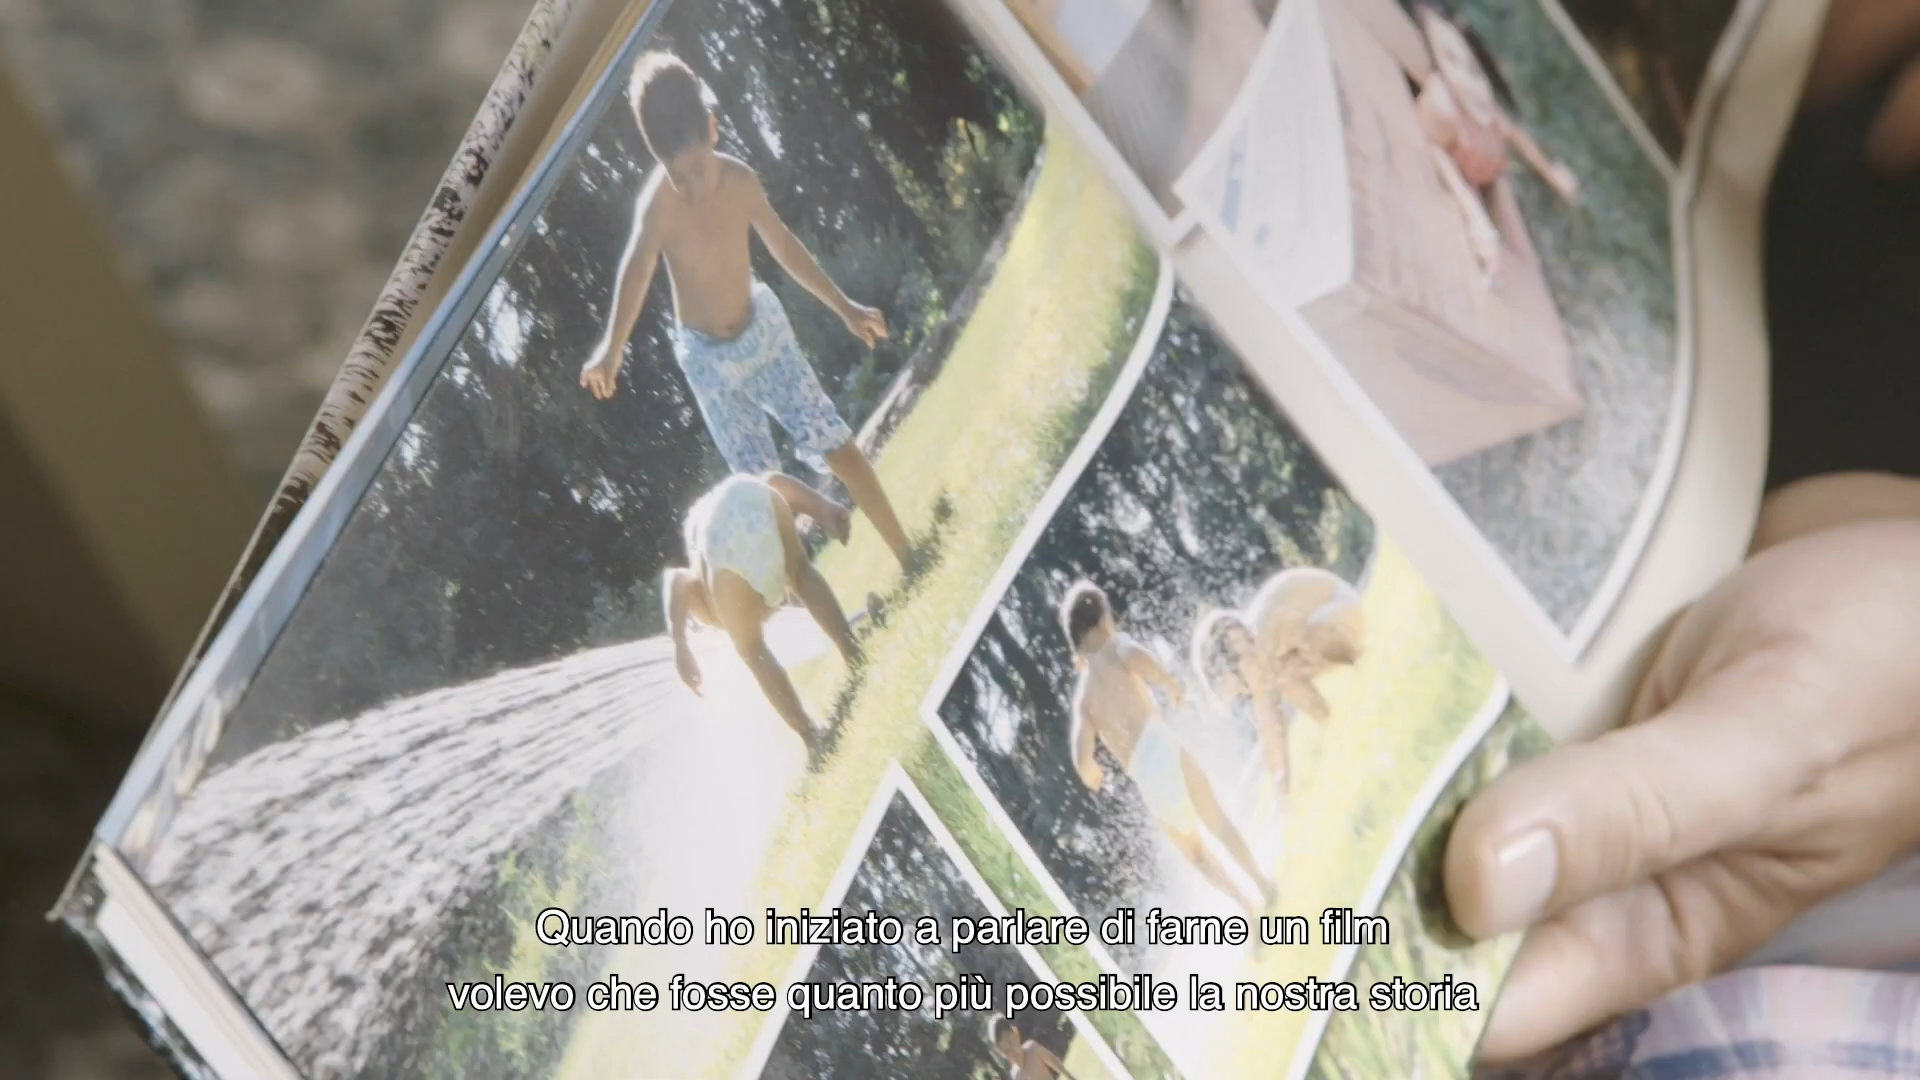 Quando ho iniziato a parlare di farne un film
volevo che fosse quanto più possibile la nostra storia